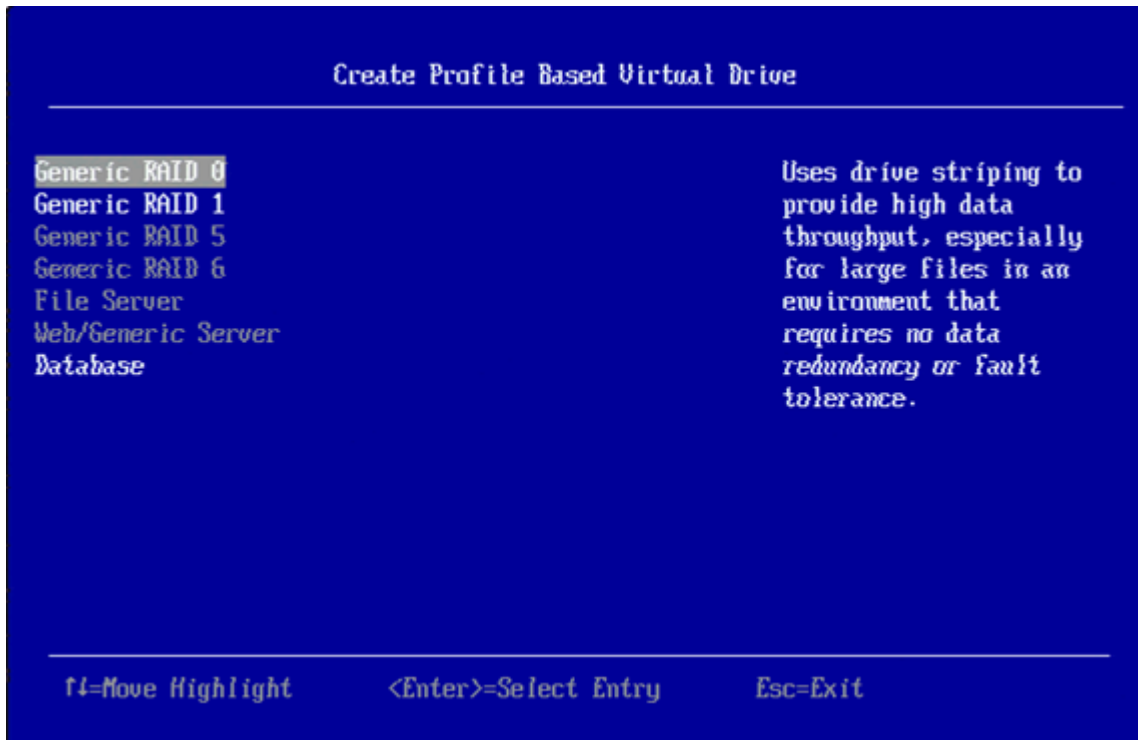 Create Profile Based Virtual Drive
Generic RAID 0
Generic RAID 1
Generic RAID 5
Generic RAID 6
File Server
Web/Generic Server
Database
Uses drive striping to
provide high data
throughput, especially
for large files in an
environment that
requires no data
redundancy or fault
tolerance.
↑↓=Move Highlight <Enter>=Select Entry Esc=Exit